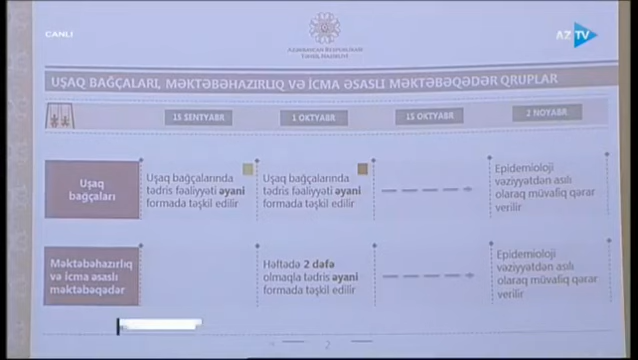 CANLI
AZTV
AZƏRBAYCAN RESPUBLİKASI
TƏHSİL NAZİRLİYİ
UŞAQ BAĞÇALARI, MƏKTƏBƏHAZIRLIQ VƏ İCMA ƏSASLI MƏKTƏBƏQƏDƏR QRUPLAR
15 SENTYABR
1 OKTYABR
15 OKTYABR
2 NOYABR
Uşaq
bağçaları
Uşaq bağçalarında
tədris fəaliyyəti əyani
formada təşkil edilir
Uşaq bağçalarında
tədris fəaliyyəti əyani
formada təşkil edilir
Epidemioloji
vəziyyətdən asılı
olaraq müvafiq qərar
verilir
Məktəbəhazırlıq
və icma əsaslı
məktəbəqədər
Həftədə 2 dəfə
olmaqla tədris əyani
formada təşkil edilir
Epidemioloji
vəziyyətdən asılı
olaraq müvafiq qərar
verilir
2